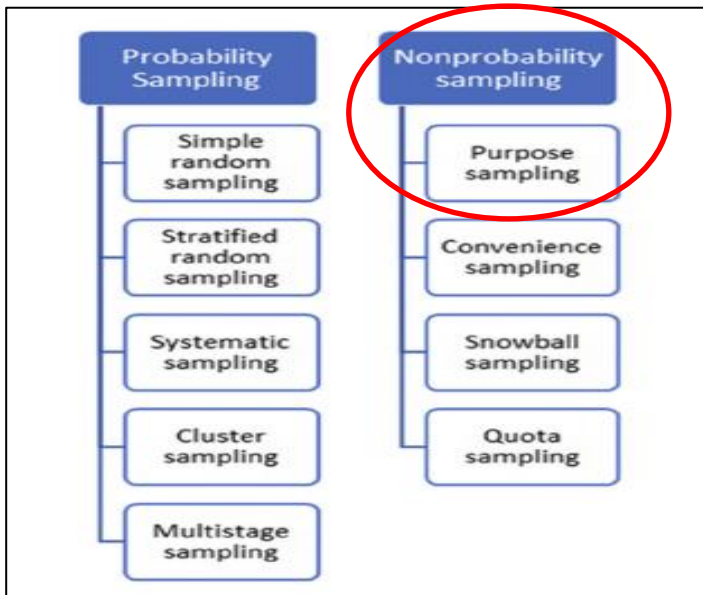 Probability
Sampling
Simple
random
sampling
Stratified
random
sampling
Systematic
sampling
Cluster
sampling
Multistage
sampling
Nonprobability
sampling
Purpose
sampling
Convenience
sampling
Snowball
sampling
Quota
sampling